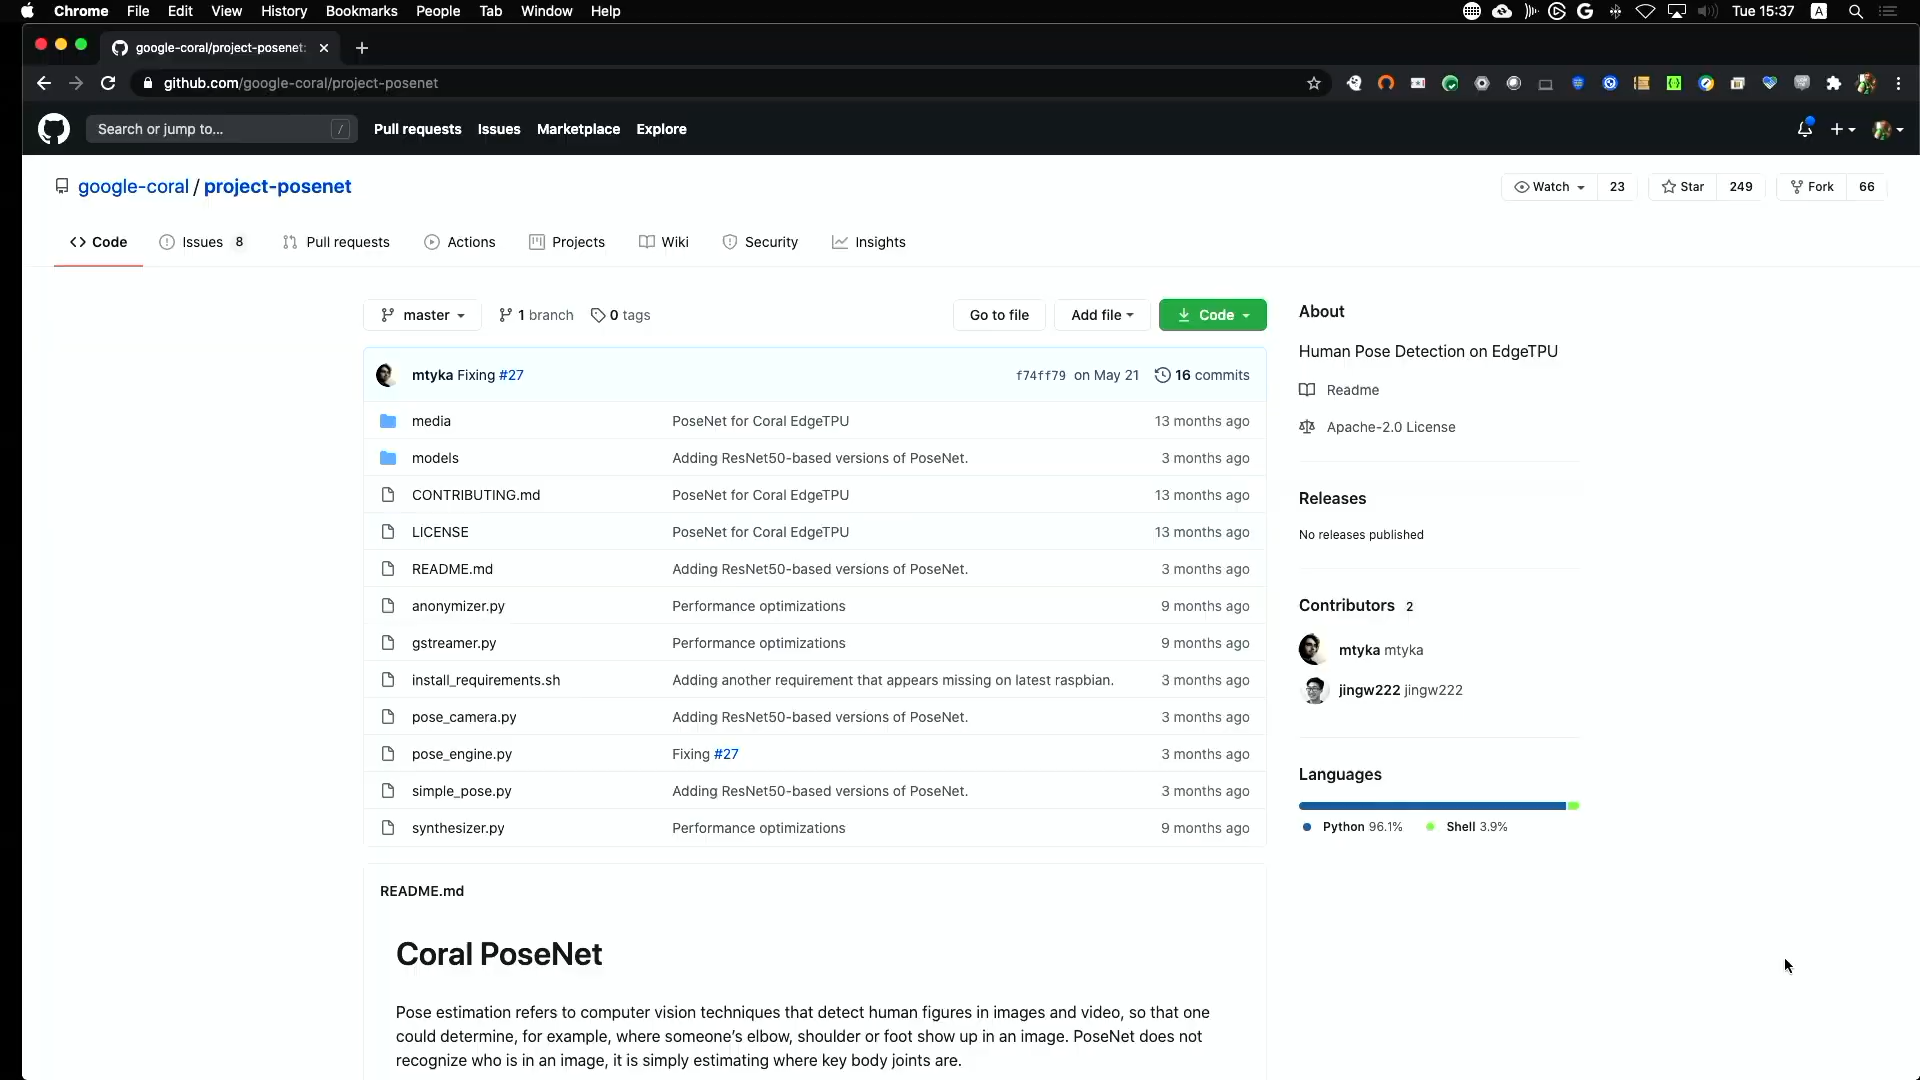 Chrome File Edit View History Bookmarks People Tab Window Help Tue 15:37 A
google-coral/project-posenet:
github.com/google-coral/project-posenet
Search or jump to... / Pull requests Issues Marketplace Explore
google-coral / project-posenet Watch 23 Star 249 Fork 66
Code Issues 8 Pull requests Actions Projects Wiki Security Insights
master 1 branch 0 tags Go to file Add file Code
mtyka Fixing #27 f74ff79 on May 21 16 commits
media PoseNet for Coral EdgeTPU 13 months ago
models Adding ResNet50-based versions of PoseNet. 3 months ago
CONTRIBUTING.md PoseNet for Coral EdgeTPU 13 months ago
LICENSE PoseNet for Coral EdgeTPU 13 months ago
README.md Adding ResNet50-based versions of PoseNet. 3 months ago
anonymizer.py Performance optimizations 9 months ago
gstreamer.py Performance optimizations 9 months ago
install_requirements.sh Adding another requirement that appears missing on latest raspbian. 3 months ago
pose_camera.py Adding ResNet50-based versions of PoseNet. 3 months ago
pose_engine.py Fixing #27 3 months ago
simple_pose.py Adding ResNet50-based versions of PoseNet. 3 months ago
synthesizer.py Performance optimizations 9 months ago
README.md
Coral PoseNet
Pose estimation refers to computer vision techniques that detect human figures in images and video, so that one
could determine, for example, where someone's elbow, shoulder or foot show up in an image. PoseNet does not
recognize who is in an image, it is simply estimating where key body joints are.
About
Human Pose Detection on EdgeTPU
Readme
Apache-2.0 License
Releases
No releases published
Contributors 2
mtyka mtyka
jingw222 jingw222
Languages
Python 96.1% Shell 3.9%